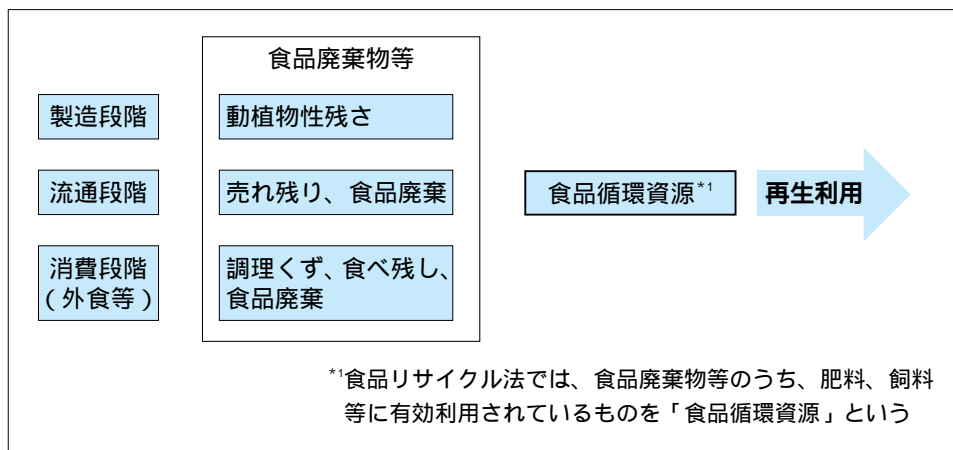 食品廃棄物等
製造段階
動植物性残さ
流通段階
売れ残り、食品廃棄
食品循環資源*1
再生利用
消費段階
(外食等)
調理くず、食べ残し、
食品廃棄
*1食品リサイクル法では、食品廃棄物等のうち、肥料、飼料
等に有効利用されているものを「食品循環資源」という